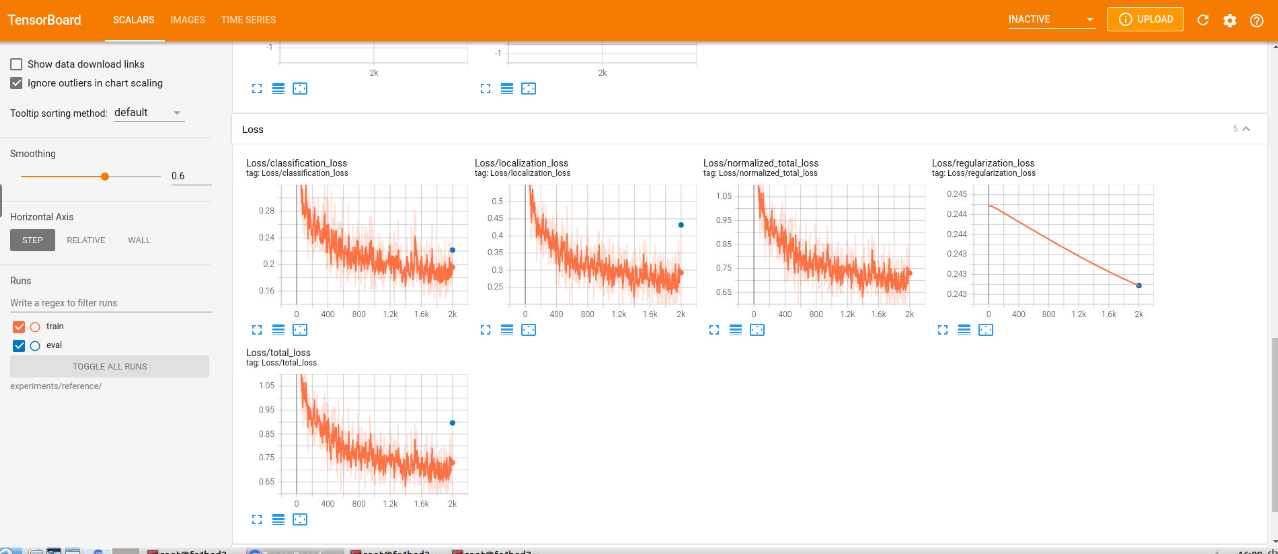 TensorBoard SCALARS IMAGES TIME SERIES INACTIVE UPLOAD
Show data download links
Ignore outliers in chart scaling
Tooltip sorting method: default
Smoothing
0.6
Horizontal Axis
STEP RELATIVE WALL
Runs
Write a regex to filter runs
train
eval
TOGGLE ALL RUNS
experiments/reference/
-1
2k
-1
2k
Loss 5
Loss/classification_loss
tag: Loss/classification_loss
0.28
0.24
0.2
0.16
0 400 800 1.2k 1.6k 2k
Loss/localization_loss
tag: Loss/localization_loss
0.5
0.45
0.4
0.35
0.3
0.25
0 400 800 1.2k 1.6k 2k
Loss/normalized_total_loss
tag: Loss/normalized_total_loss
1.05
0.95
0.85
0.75
0.65
0 400 800 1.2k 1.6k 2k
Loss/regularization_loss
tag: Loss/regularization_loss
0.245
0.244
0.244
0.243
0.243
0.243
0 400 800 1.2k 1.6k 2k
Loss/total_loss
tag: Loss/total_loss
1.05
0.95
0.85
0.75
0.65
0 400 800 1.2k 1.6k 2k